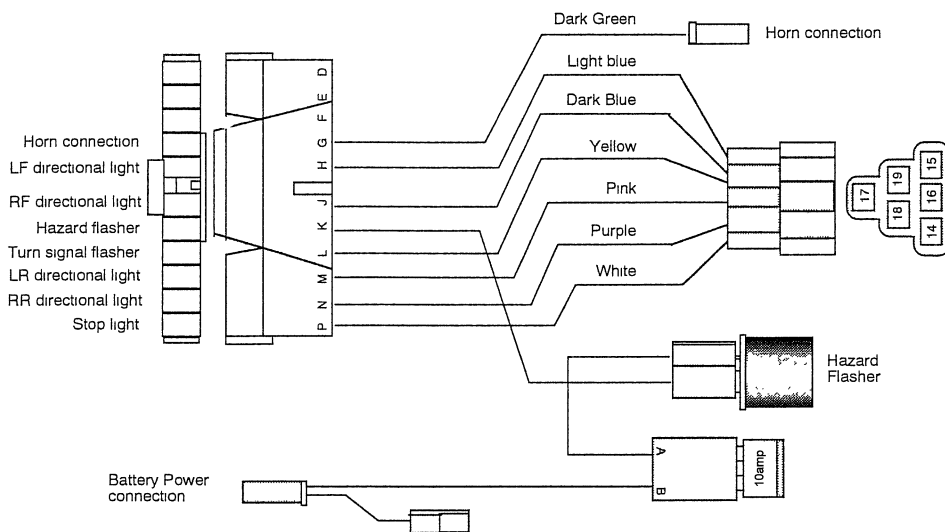 Dark Green
Horn connection
Light blue
Dark Blue
Yellow
Pink
Purple
White
Horn connection
LF directional light
RF directional light
Hazard flasher
Turn signal flasher
LR directional light
RR directional light
Stop light
D
E
F
G
H
J
K
L
M
N
P
17
19
18
15
16
14
Hazard
Flasher
A
B
10amp
Battery Power
connection